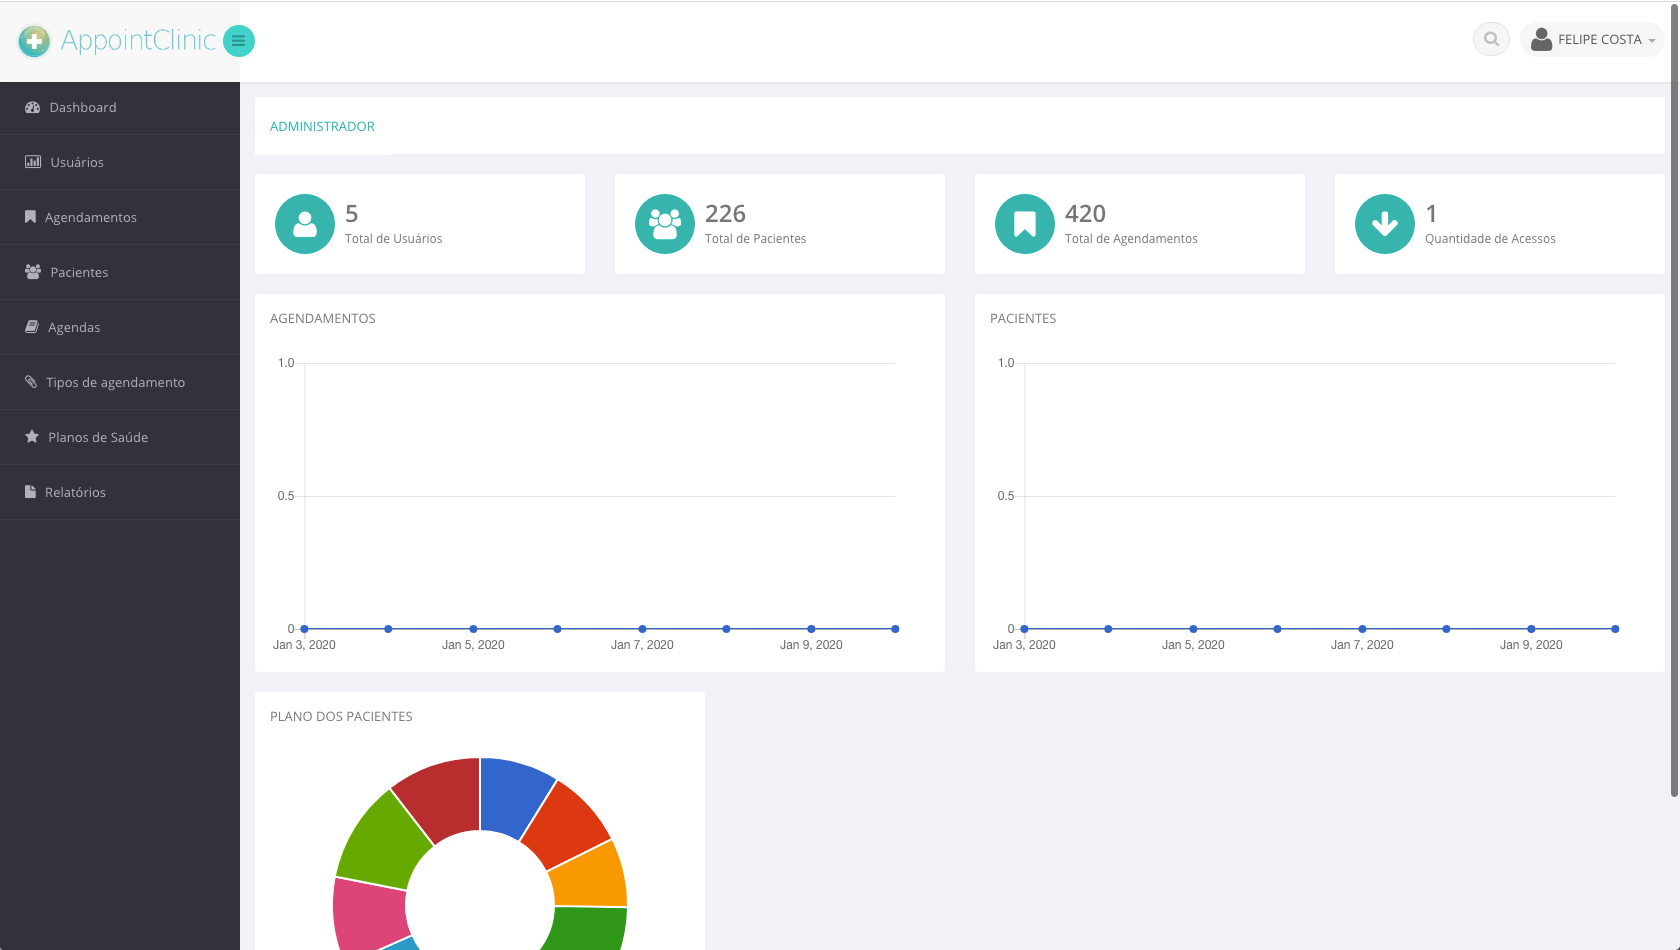 AppointClinic
FELIPE COSTA
Dashboard
Usuários
Agendamentos
Pacientes
Agendas
Tipos de agendamento
Planos de Saúde
Relatórios
ADMINISTRADOR
5
Total de Usuários
226
Total de Pacientes
420
Total de Agendamentos
1
Quantidade de Acessos
AGENDAMENTOS
1.0
0.5
0
Jan 3, 2020 Jan 5, 2020 Jan 7, 2020 Jan 9, 2020
PACIENTES
1.0
0.5
0
Jan 3, 2020 Jan 5, 2020 Jan 7, 2020 Jan 9, 2020
PLANO DOS PACIENTES